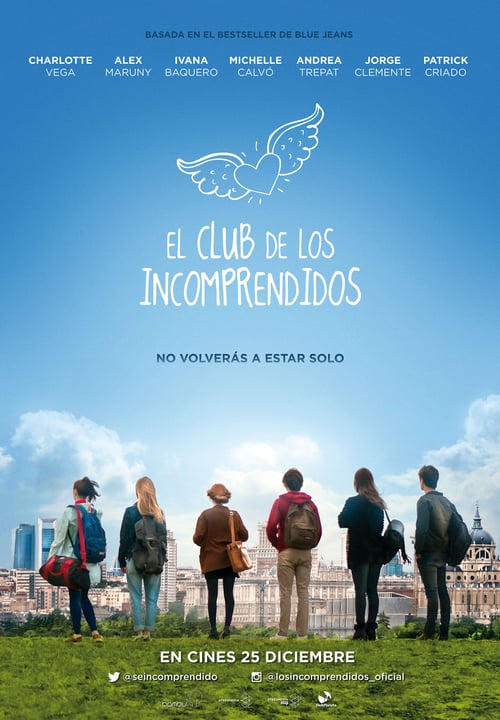 BASADA EN EL BESTSELLER DE BLUE JEANS
CHARLOTTE VEGA
ALEX MARUNY
IVANA BAQUERO
MICHELLE CALVÓ
ANDREA TREPAT
JORGE CLEMENTE
PATRICK CRIADO
EL CLUB DE LOS
INCOMPRENDIDOS
NO VOLVERÁS A ESTAR SOLO
EN CINES 25 DICIEMBRE
@seincomprendido @losincomprendidos_oficial